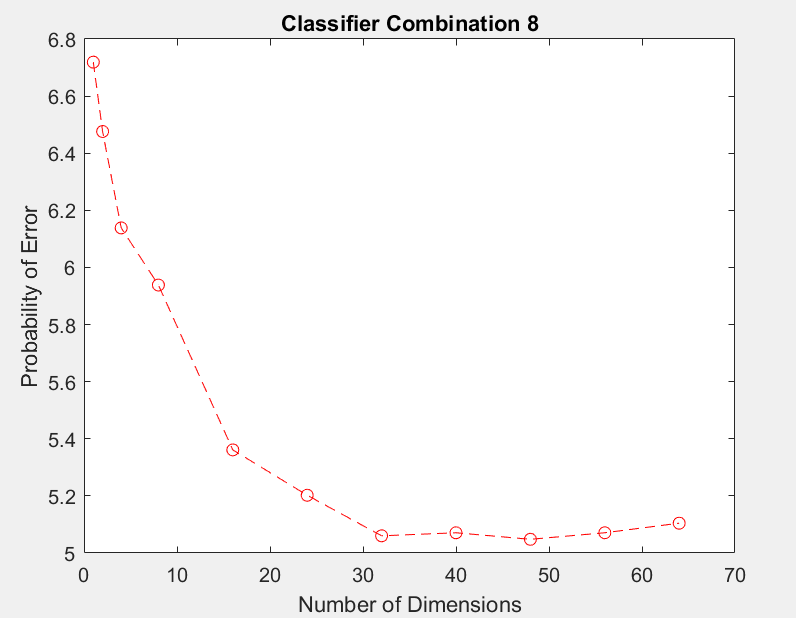 Classifier Combination 8
6.8
6.6
6.4
6.2
6
5.8
5.6
5.4
5.2
5
Probability of Error
0 10 20 30 40 50 60 70
Number of Dimensions